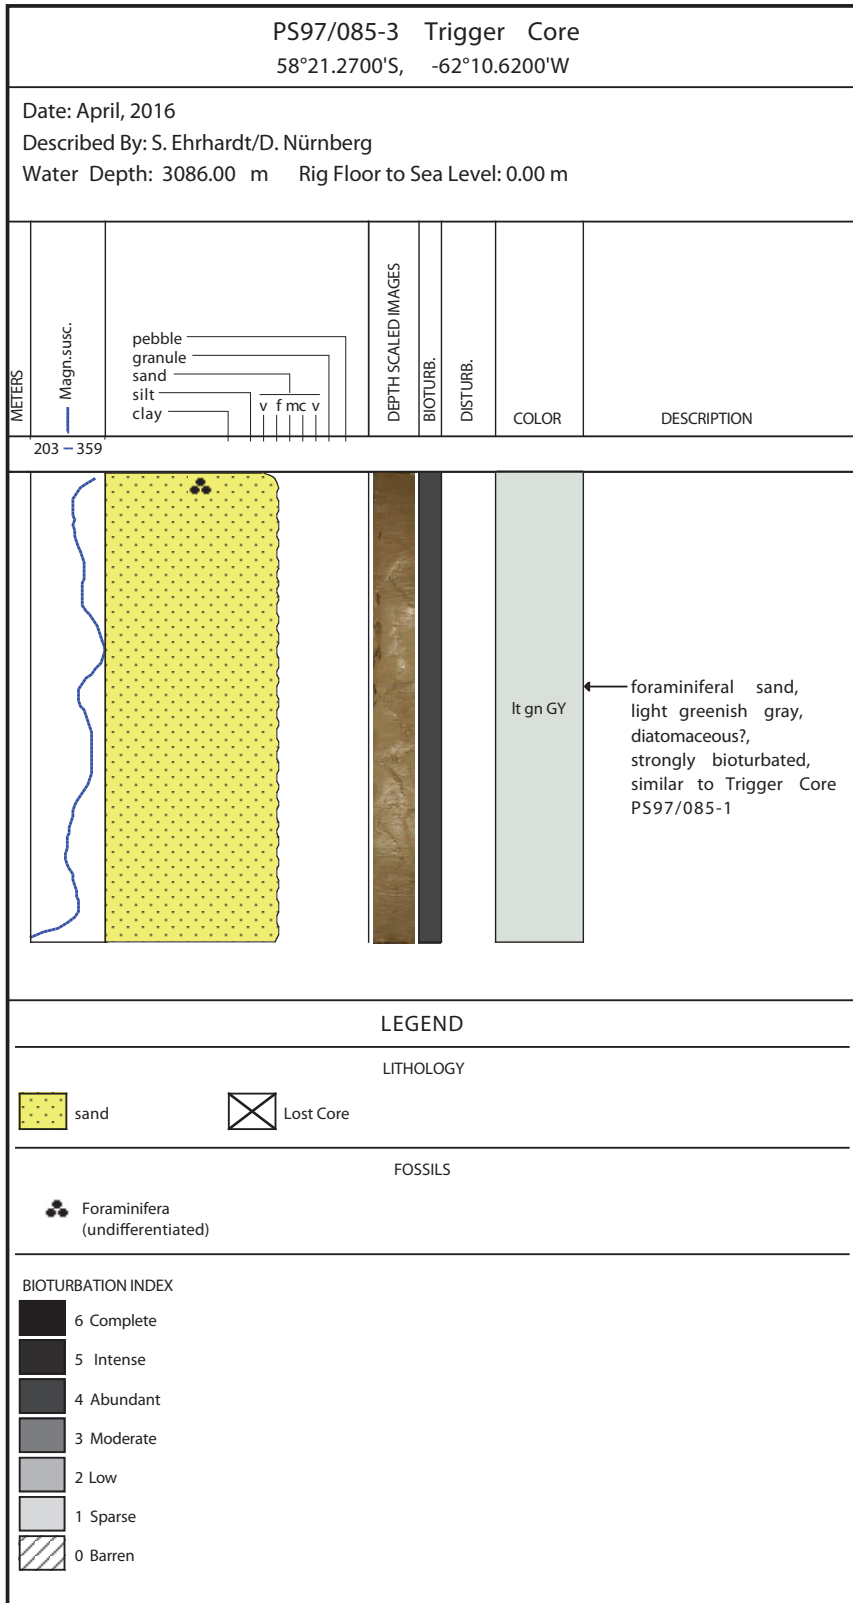 PS97/085-3 Trigger Core
58°21.2700'S, -62°10.6200'W
Date: April, 2016
Described By: S. Ehrhardt/D. Nürnberg
Water Depth: 3086.00 m Rig Floor to Sea Level: 0.00 m
METERS
Magn.susc.
pebble
granule
sand
silt
clay
v f m c v
DEPTH SCALED IMAGES
BIOTURB.
DISTURB.
COLOR
DESCRIPTION
203 – 359
lt gn GY
foraminiferal sand,
light greenish gray,
diatomaceous?,
strongly bioturbated,
similar to Trigger Core
PS97/085-1
LEGEND
LITHOLOGY
sand
Lost Core
FOSSILS
Foraminifera
(undifferentiated)
BIOTURBATION INDEX
6 Complete
5 Intense
4 Abundant
3 Moderate
2 Low
1 Sparse
0 Barren